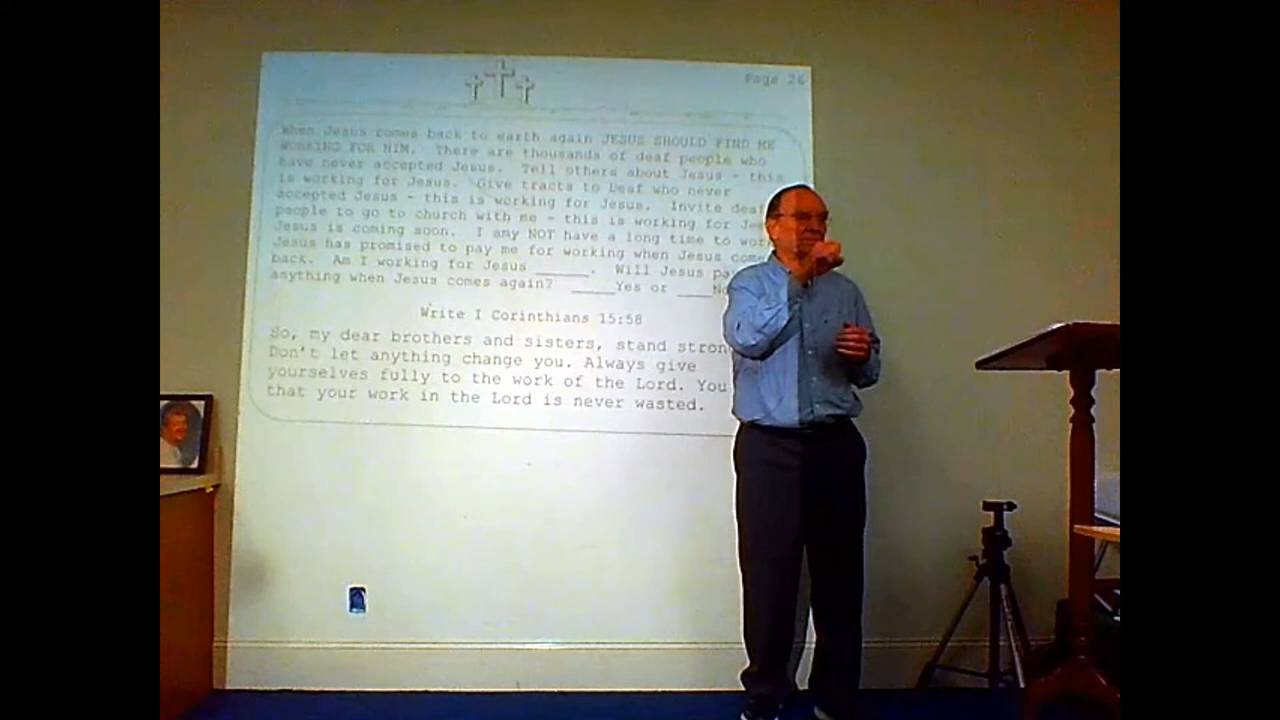 Page 26
When Jesus comes back to earth again JESUS SHOULD FIND ME
WORKING FOR HIM. There are thousands of deaf people who
have never accepted Jesus. Tell others about Jesus - this
is working for Jesus. Give tracts to Deaf who never
accepted Jesus - this is working for Jesus. Invite
people to go to church with me - this is working for
Jesus is coming soon. I amy NOT have a long time to
Jesus has promised to pay me for working when Jesus
back. Am I working for Jesus ______. Will Jesus
anything when Jesus comes again? _____Yes or ____No
Write I Corinthians 15:58
So, my dear brothers and sisters, stand
Don't let anything change you. Always give
yourselves fully to the work of the Lord. You
that your work in the Lord is never wasted.